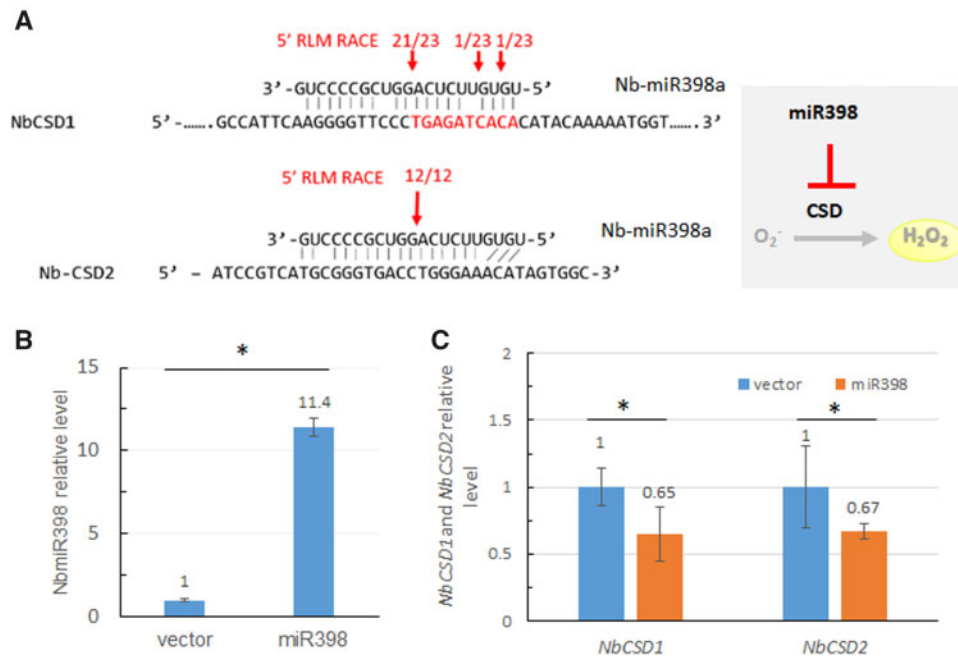 A
5’ RLM RACE 21/23 1/23 1/23
3’-GUCCCCGCUGGACUCUUGUGU-5’ Nb-miR398a
NbCSD1 5’-……GCCATTCAAGGGGTTCCCTGAGATCACACATACAAAAATGGT……3’
5’ RLM RACE 12/12
3’-GUCCCCGCUGGACUCUUGUGU-5’ Nb-miR398a
Nb-CSD2 5’ – ATCCGTCATGCGGGTGACCTGGGAAACATAGTGGC-3’
miR398
CSD
O₂⁻ H₂O₂
B
NbmiR398 relative level
15
10
5
0
*
1
11.4
vector miR398
C
NbCSD1 and NbCSD2 relative
level
2
1.5
1
0.5
0
vector miR398
* *
1 0.65 1 0.67
NbCSD1 NbCSD2